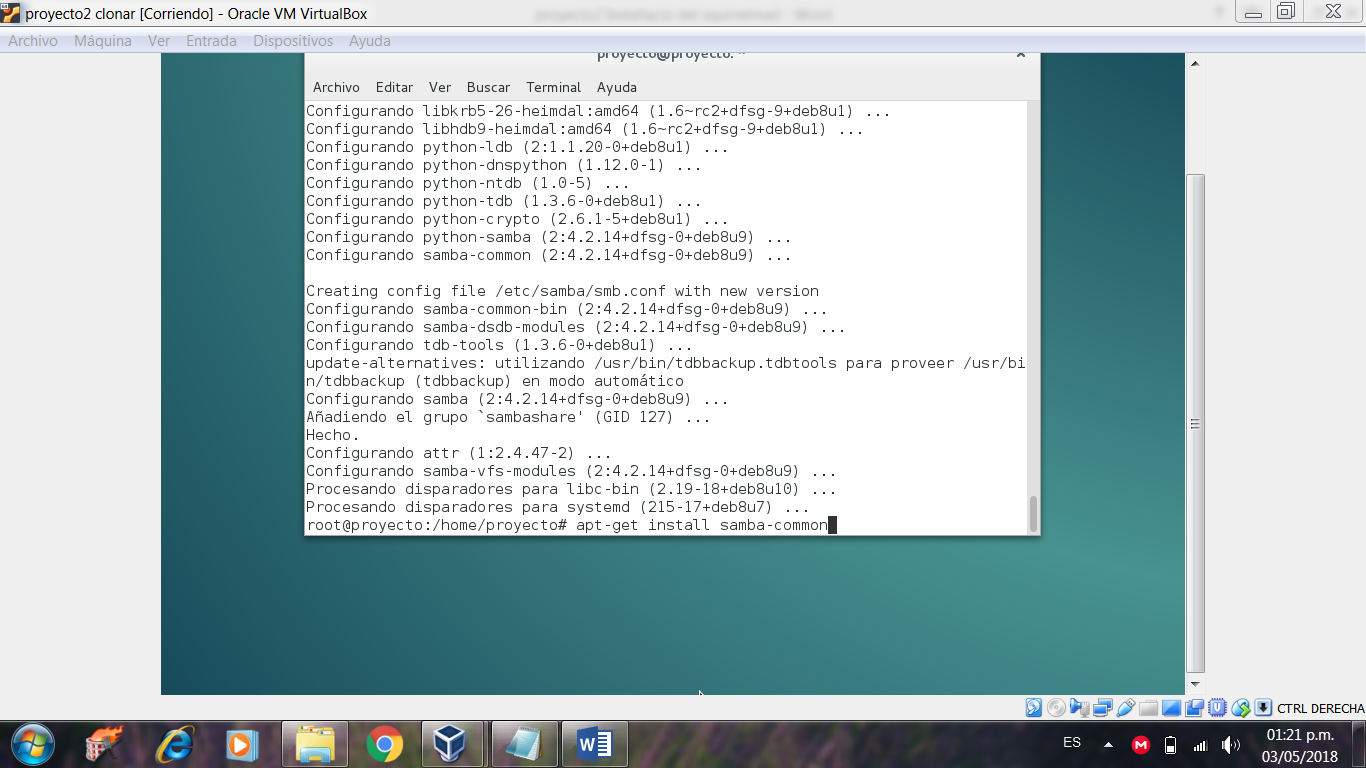 proyecto2 clonar [Corriendo] - Oracle VM VirtualBox
Archivo Máquina Ver Entrada Dispositivos Ayuda
proyecto@proyecto: ~
Archivo Editar Ver Buscar Terminal Ayuda
Configurando libkrb5-26-heimdal:amd64 (1.6~rc2+dfsg-9+deb8u1) ...
Configurando libhdb9-heimdal:amd64 (1.6~rc2+dfsg-9+deb8u1) ...
Configurando python-ldb (2:1.1.20-0+deb8u1) ...
Configurando python-dnspython (1.12.0-1) ...
Configurando python-ntdb (1.0-5) ...
Configurando python-tdb (1.3.6-0+deb8u1) ...
Configurando python-crypto (2.6.1-5+deb8u1) ...
Configurando python-samba (2:4.2.14+dfsg-0+deb8u9) ...
Configurando samba-common (2:4.2.14+dfsg-0+deb8u9) ...
Creating config file /etc/samba/smb.conf with new version
Configurando samba-common-bin (2:4.2.14+dfsg-0+deb8u9) ...
Configurando samba-dsdb-modules (2:4.2.14+dfsg-0+deb8u9) ...
Configurando tdb-tools (1.3.6-0+deb8u1) ...
update-alternatives: utilizando /usr/bin/tdbbackup.tdbtools para proveer /usr/bi
n/tdbbackup (tdbbackup) en modo automático
Configurando samba (2:4.2.14+dfsg-0+deb8u9) ...
Añadiendo el grupo `sambashare' (GID 127) ...
Hecho.
Configurando attr (1:2.4.47-2) ...
Configurando samba-vfs-modules (2:4.2.14+dfsg-0+deb8u9) ...
Procesando disparadores para libc-bin (2.19-18+deb8u10) ...
Procesando disparadores para systemd (215-17+deb8u7) ...
root@proyecto:/home/proyecto# apt-get install samba-common
CTRL DERECHA
ES
01:21 p.m.
03/05/2018